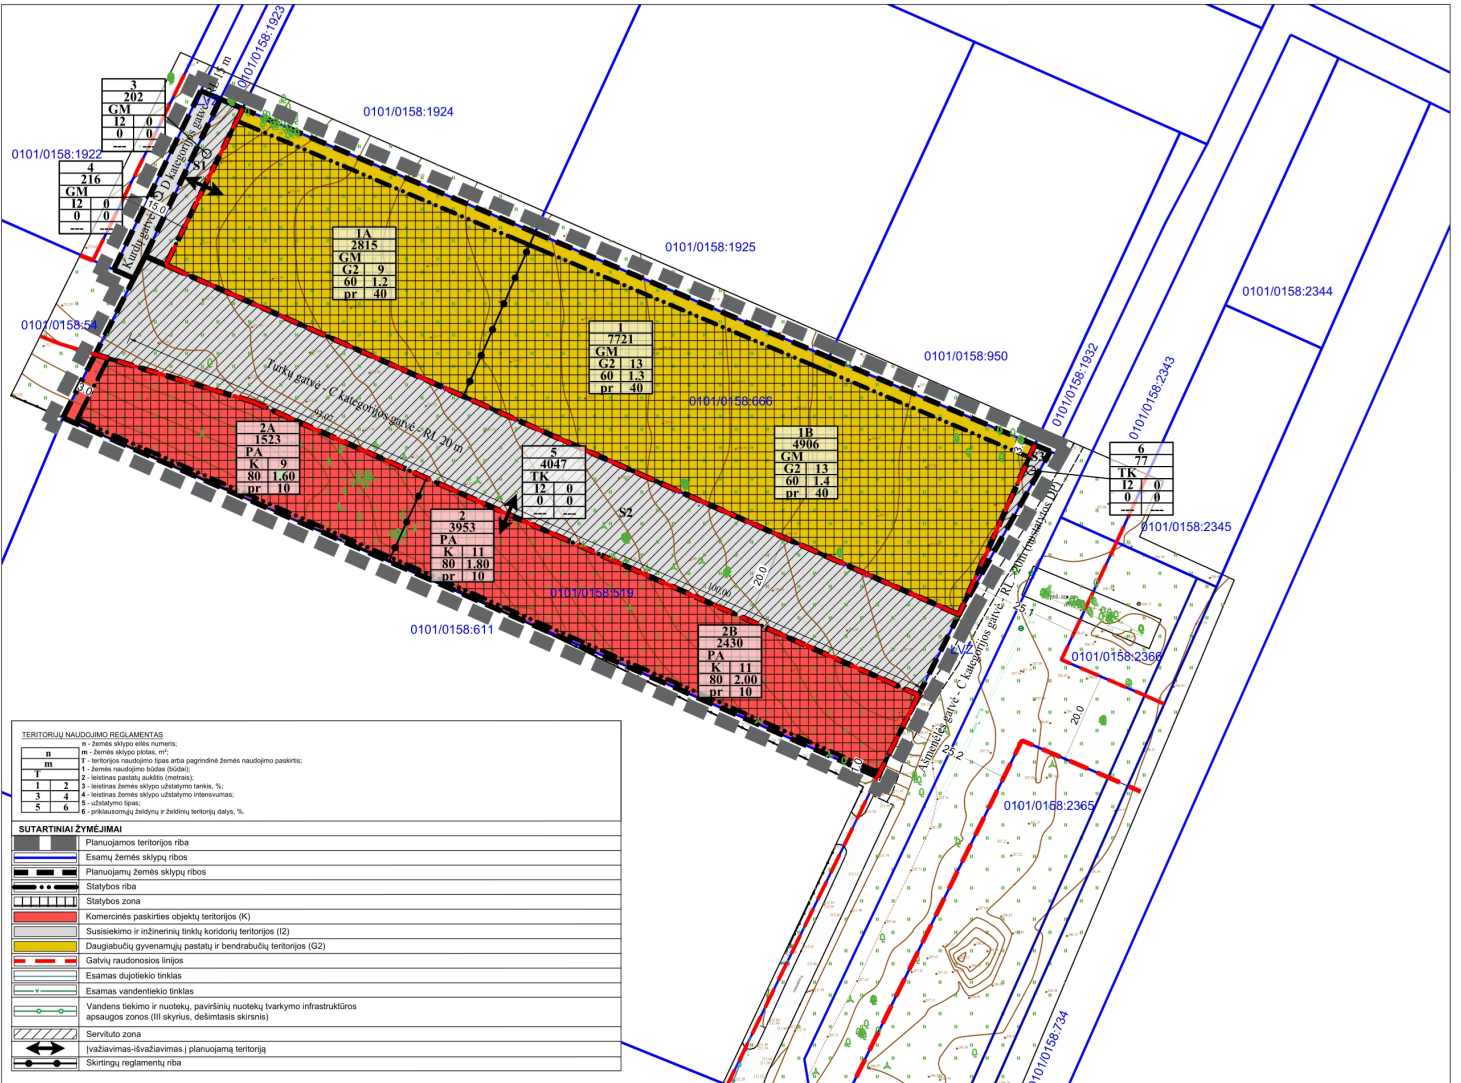 0101/0158:1923
0101/0158:1924
0101/0158:1922
3
202
GM
I2 0
0 0
--- ---
4
216
GM
I2 0
0 0
--- ---
S1
15.0
0101/0158:54
3.0
1A
2815
GM
G2 9
60 1.2
pr 40
0101/0158:1925
0101/0158:2344
1
7721
GM
G2 13
60 1.3
pr 40
0101/0158:950
0101/0158:1932
0101/0158:2343
0101/0158:666
Turkų gatvė - C kategorijos gatvė - RL 20 m
2A
1523
PA
K 9
80 1.60
pr 10
1B
4906
GM
G2 13
60 1.4
pr 40
5
4047
TK
I2 0
0 0
--- ---
S3
6
77
TK
I2 0
0 0
--- ---
S2
2
3953
PA
K 11
80 1.80
pr 10
0101/0158:2345
0101/0158:519
100.00
20.0
0101/0158:611
2B
2430
PA
K 11
80 2.00
pr 10
25.1
LVŽ
0101/0158:2366
20.0
25.2
0101/0158:2365
0101/0158:734
TERITORIJŲ NAUDOJIMO REGLAMENTAS
n
m
T
1 2
3 4
5 6
n - žemės sklypo eilės numeris;
m - žemės sklypo plotas, m²;
T - teritorijos naudojimo tipas arba pagrindinė žemės naudojimo paskirtis;
1 - žemės naudojimo būdas (būdai);
2 - leistinas pastatų aukštis (metrais);
3 - leistinas žemės sklypo užstatymo tankis, %;
4 - leistinas žemės sklypo užstatymo intensyvumas;
5 - užstatymo tipas;
6 - priklausomųjų želdynų ir želdinių teritorijų dalys, %.
SUTARTINIAI ŽYMĖJIMAI
Planuojamos teritorijos riba
Esamų žemės sklypų ribos
Planuojamų žemės sklypų ribos
Statybos riba
Statybos zona
Komercinės paskirties objektų teritorijos (K)
Susisiekimo ir inžinerinių tinklų koridorių teritorijos (I2)
Daugiabučių gyvenamųjų pastatų ir bendrabučių teritorijos (G2)
Gatvių raudonosios linijos
Esamas dujotiekio tinklas
Esamas vandentiekio tinklas
Vandens tiekimo ir nuotekų, paviršinių nuotekų tvarkymo infrastruktūros
apsaugos zonos (III skyrius, dešimtasis skirsnis)
Servituto zona
Įvažiavimas-išvažiavimas į planuojamą teritoriją
Skirtingų reglamentų riba